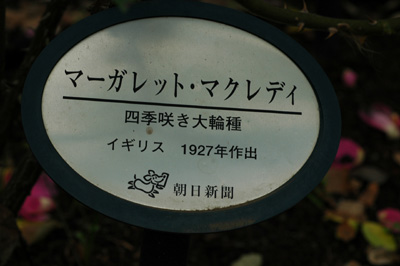 マーガレット・マクレディ
四季咲き大輪種
イギリス 1927年作出
朝日新聞